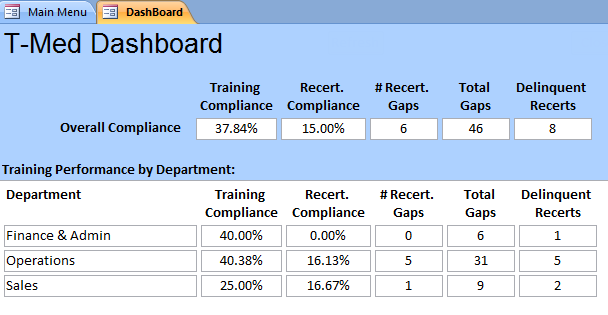 Main Menu DashBoard
T-Med Dashboard
Training Recert. # Recert. Total Delinquent
Compliance Compliance Gaps Gaps Recerts
Overall Compliance 37.84% 15.00% 6 46 8
Training Performance by Department:
Department Training Recert. # Recert. Total Delinquent
Compliance Compliance Gaps Gaps Recerts
Finance & Admin 40.00% 0.00% 0 6 1
Operations 40.38% 16.13% 5 31 5
Sales 25.00% 16.67% 1 9 2